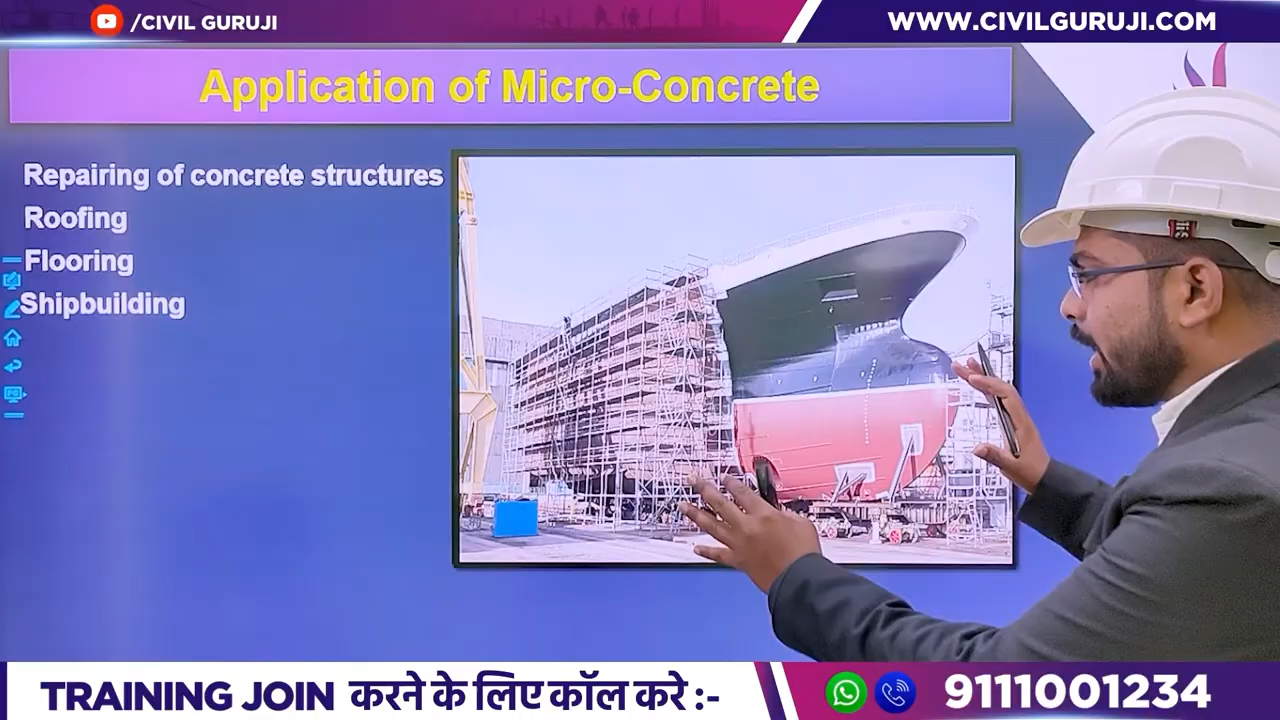 /CIVIL GURUJI
WWW.CIVILGURUJI.COM
Application of Micro-Concrete
Repairing of concrete structures
Roofing
Flooring
Shipbuilding
TRAINING JOIN करने के लिए कॉल करे :-
9111001234